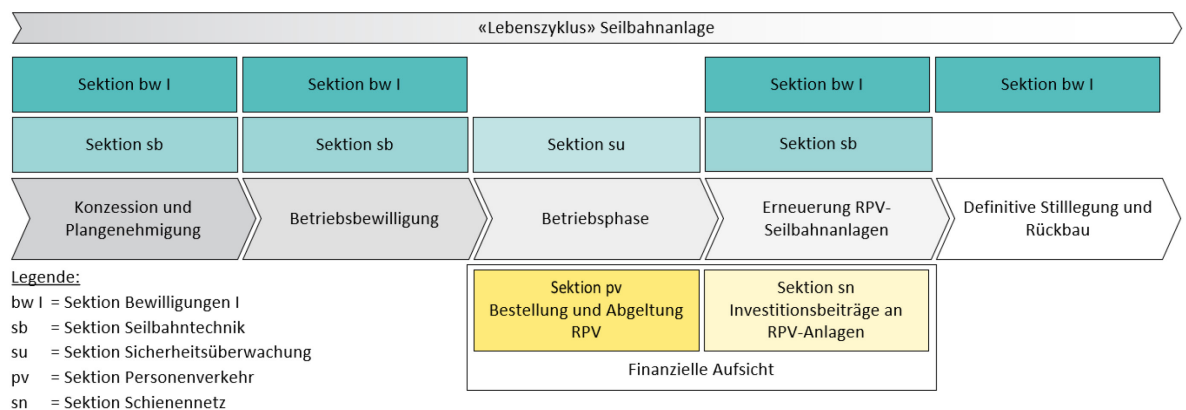 «Lebenszyklus» Seilbahnanlage
Sektion bw I
Sektion bw I
Sektion bw I
Sektion bw I
Sektion sb
Sektion sb
Sektion su
Sektion sb
Konzession und
Plangenehmigung
Betriebsbewilligung
Betriebsphase
Erneuerung RPV-
Seilbahnanlagen
Definitive Stilllegung und
Rückbau
Legende:
bw I = Sektion Bewilligungen I
sb = Sektion Seilbahntechnik
su = Sektion Sicherheitsüberwachung
pv = Sektion Personenverkehr
sn = Sektion Schienennetz
Sektion pv
Bestellung und Abgeltung
RPV
Sektion sn
Investitionsbeiträge an
RPV-Anlagen
Finanzielle Aufsicht